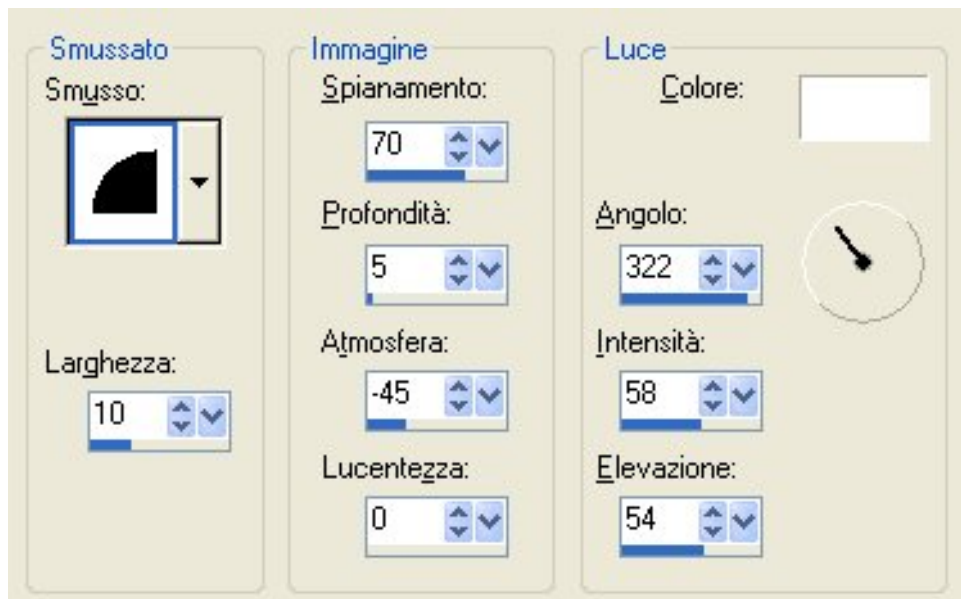 Smussato
Smusso:
Larghezza:
10
Immagine
Spianamento:
70
Profondità:
5
Atmosfera:
-45
Lucentezza:
0
Luce
Colore:
Angolo:
322
Intensità:
58
Elevazione:
54